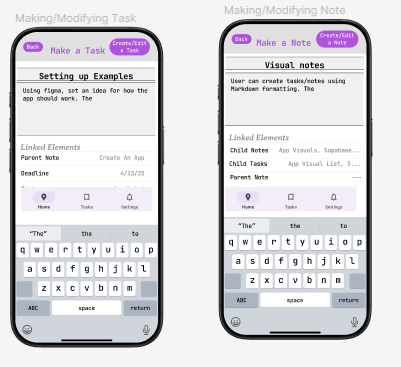 Making/Modifying Task
Back
Make a Task
Create/Edit
a Task
Setting up Examples
Using figma, set an idea for how the
app should work. The
Linked Elements
Parent Note Create An App
Deadline 4/13/25
Home Tasks Settings
"The" the to
q w e r t y u i o p
a s d f g h j k l
z x c v b n m
ABC space return
Making/Modifying Note
Back
Make a Note
Create/Edit
a Note
Visual notes
User can create tasks/notes using
Markdown formatting. The
Linked Elements
Child Notes App Visuals, Supabase...
Child Tasks App Visual List, S...
Parent Note ---
Home Tasks Settings
"The" the to
q w e r t y u i o p
a s d f g h j k l
z x c v b n m
ABC space return